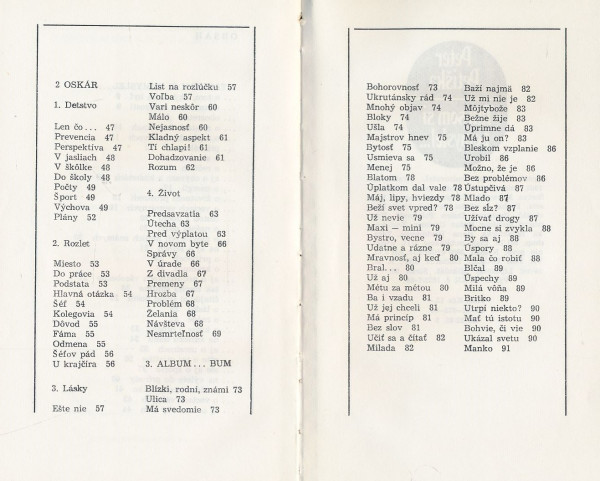 2 OSKÁR
1. Detstvo
Len čo... 47
Prevencia 47
Perspektíva 47
V jasliach 48
V škôlke 48
Do školy 48
Počty 49
Šport 49
Výchova 49
Plány 52
2. Rozlet
Miesto 53
Do práce 53
Podstata 53
Hlavná otázka 54
Šéf 54
Kolegovia 54
Dôvod 55
Fáma 55
Odmena 55
Šéfov pád 56
U krajčíra 56
3. Lásky
Ešte nie 57
List na rozlúčku 57
Voľba 57
Vari neskôr 60
Málo 60
Nejasnosť 60
Kladný aspekt 61
Tí chlapi! 61
Dohadzovanie 61
Rozum 62
4. Život
Predsavzatia 63
Útecha 63
Pred výplatou 63
V novom byte 66
Správy 66
V úrade 66
Z divadla 67
Premeny 67
Hrozba 67
Problém 68
Želania 68
Návšteva 68
Nesmrteľnosť 69
3. ALBUM... BUM
Blízki, rodní, známi 73
Ulica 73
Má svedomie 73
Bohorovnosť 73
Ukrutánsky rád 74
Mnohý objav 74
Bloky 74
Ušla 74
Majstrov hnev 75
Bytosť 75
Usmieva sa 75
Menej 75
Blatom 78
Úplatkom dal vale 78
Máj, lipy, hviezdy 78
Beží svet vpred? 78
Už nevie 79
Maxi — mini 79
Bystro, vecne 79
Udatne a rázne 79
Mravnosť, aj keď 80
Bral... 80
Už aj 80
Métu za métou 80
Ba i vzadu 81
Už jej chceli 81
Má princíp 81
Bez slov 81
Učiť sa a čítať 82
Milada 82
Baží najmä 82
Už mi nie je 82
Môjtybože 83
Bežne žije 83
Úprimne dá 83
Má ju on? 83
Bleskom vzplanie 86
Urobil 86
Možno, že je 86
Bez problémov 86
Ústupčivá 87
Mlado 87
Bez slz? 87
Užívať drogy 87
Mocne si zvykla 88
By sa aj 88
Úspory 88
Mala čo robiť 88
Blčal 89
Úspechy 89
Milá vôňa 89
Britko 89
Utrpí niekto? 90
Mať tú istotu 90
Bohvie, či vie 90
Ukázal svetu 90
Manko 91